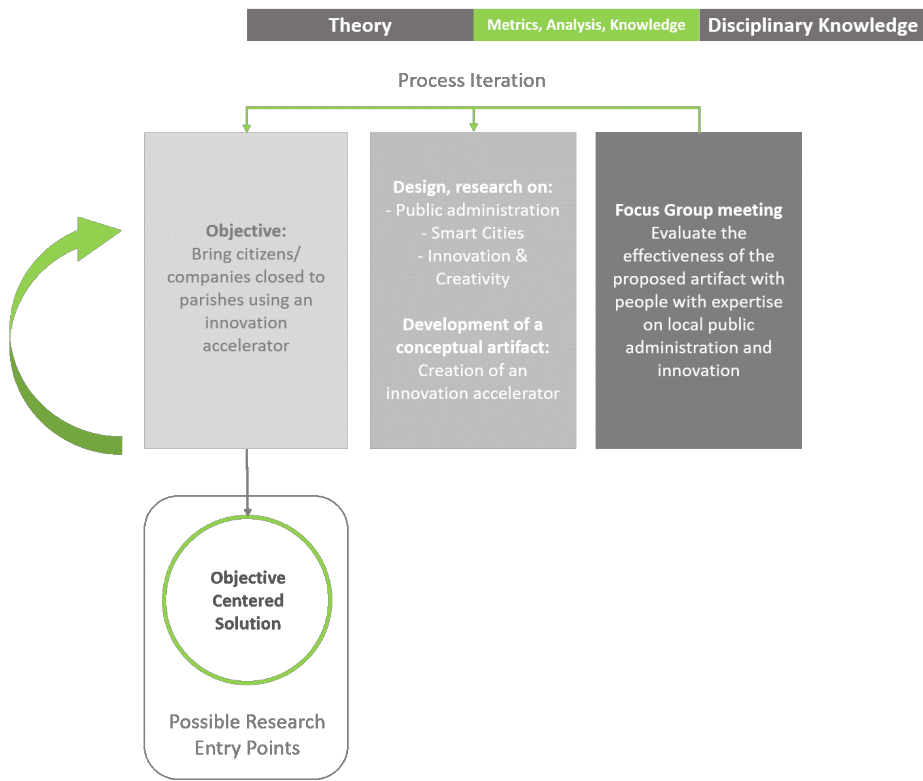 Theory
Metrics, Analysis, Knowledge
Disciplinary Knowledge
Process Iteration
Objective:
Bring citizens/
companies closed to
parishes using an
innovation
accelerator
Design, research on:
- Public administration
- Smart Cities
- Innovation &
Creativity
Development of a
conceptual artifact:
Creation of an
innovation accelerator
Focus Group meeting
Evaluate the
effectiveness of the
proposed artifact with
people with expertise
on local public
administration and
innovation
Objective
Centered
Solution
Possible Research
Entry Points